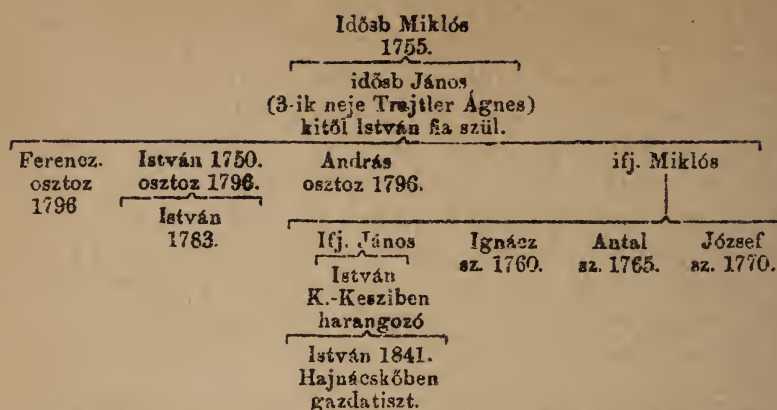 Idősb Miklós
1755.
idősb János
(3-ik neje Trajtler Ágnes)
kitől István fia szül.
Ferencz. István 1750. András ifj. Miklós
osztoz osztoz 1796. osztoz 1796.
1796
István
1783.
Ifj. János Ignácz Antal József
sz. 1760. sz. 1765. sz. 1770.
István
K.-Kesziben
harangozó
István 1841.
Hajnácskőben
gazdatiszt.